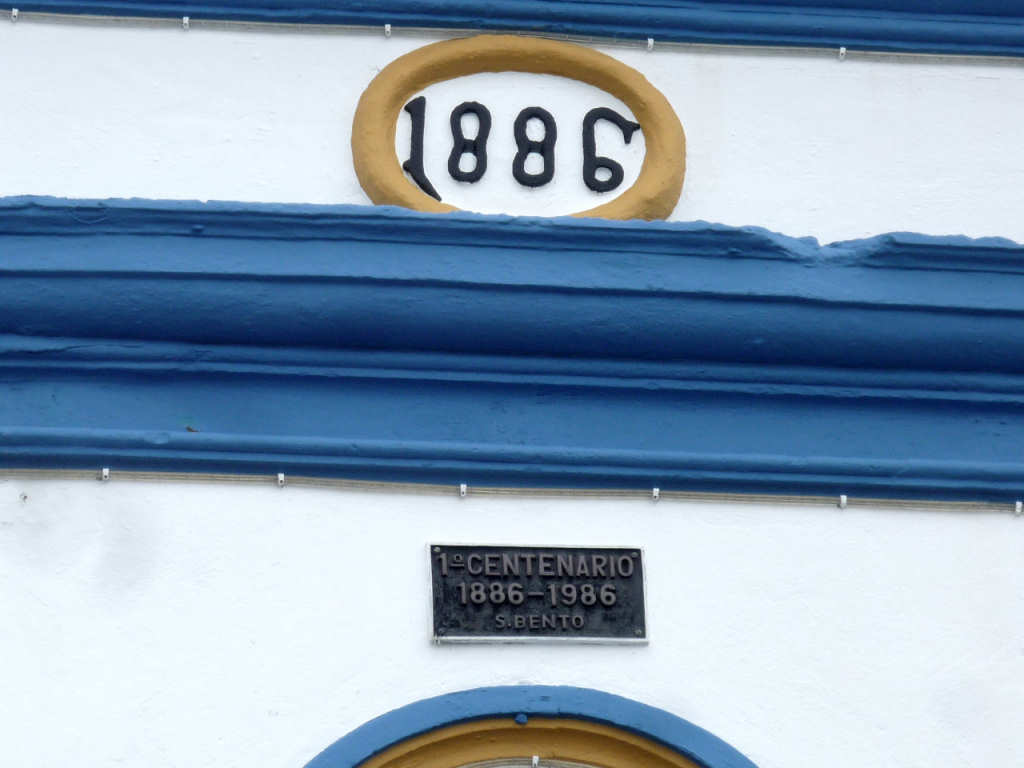 1886
1º CENTENARIO
1886-1986
S. BENTO